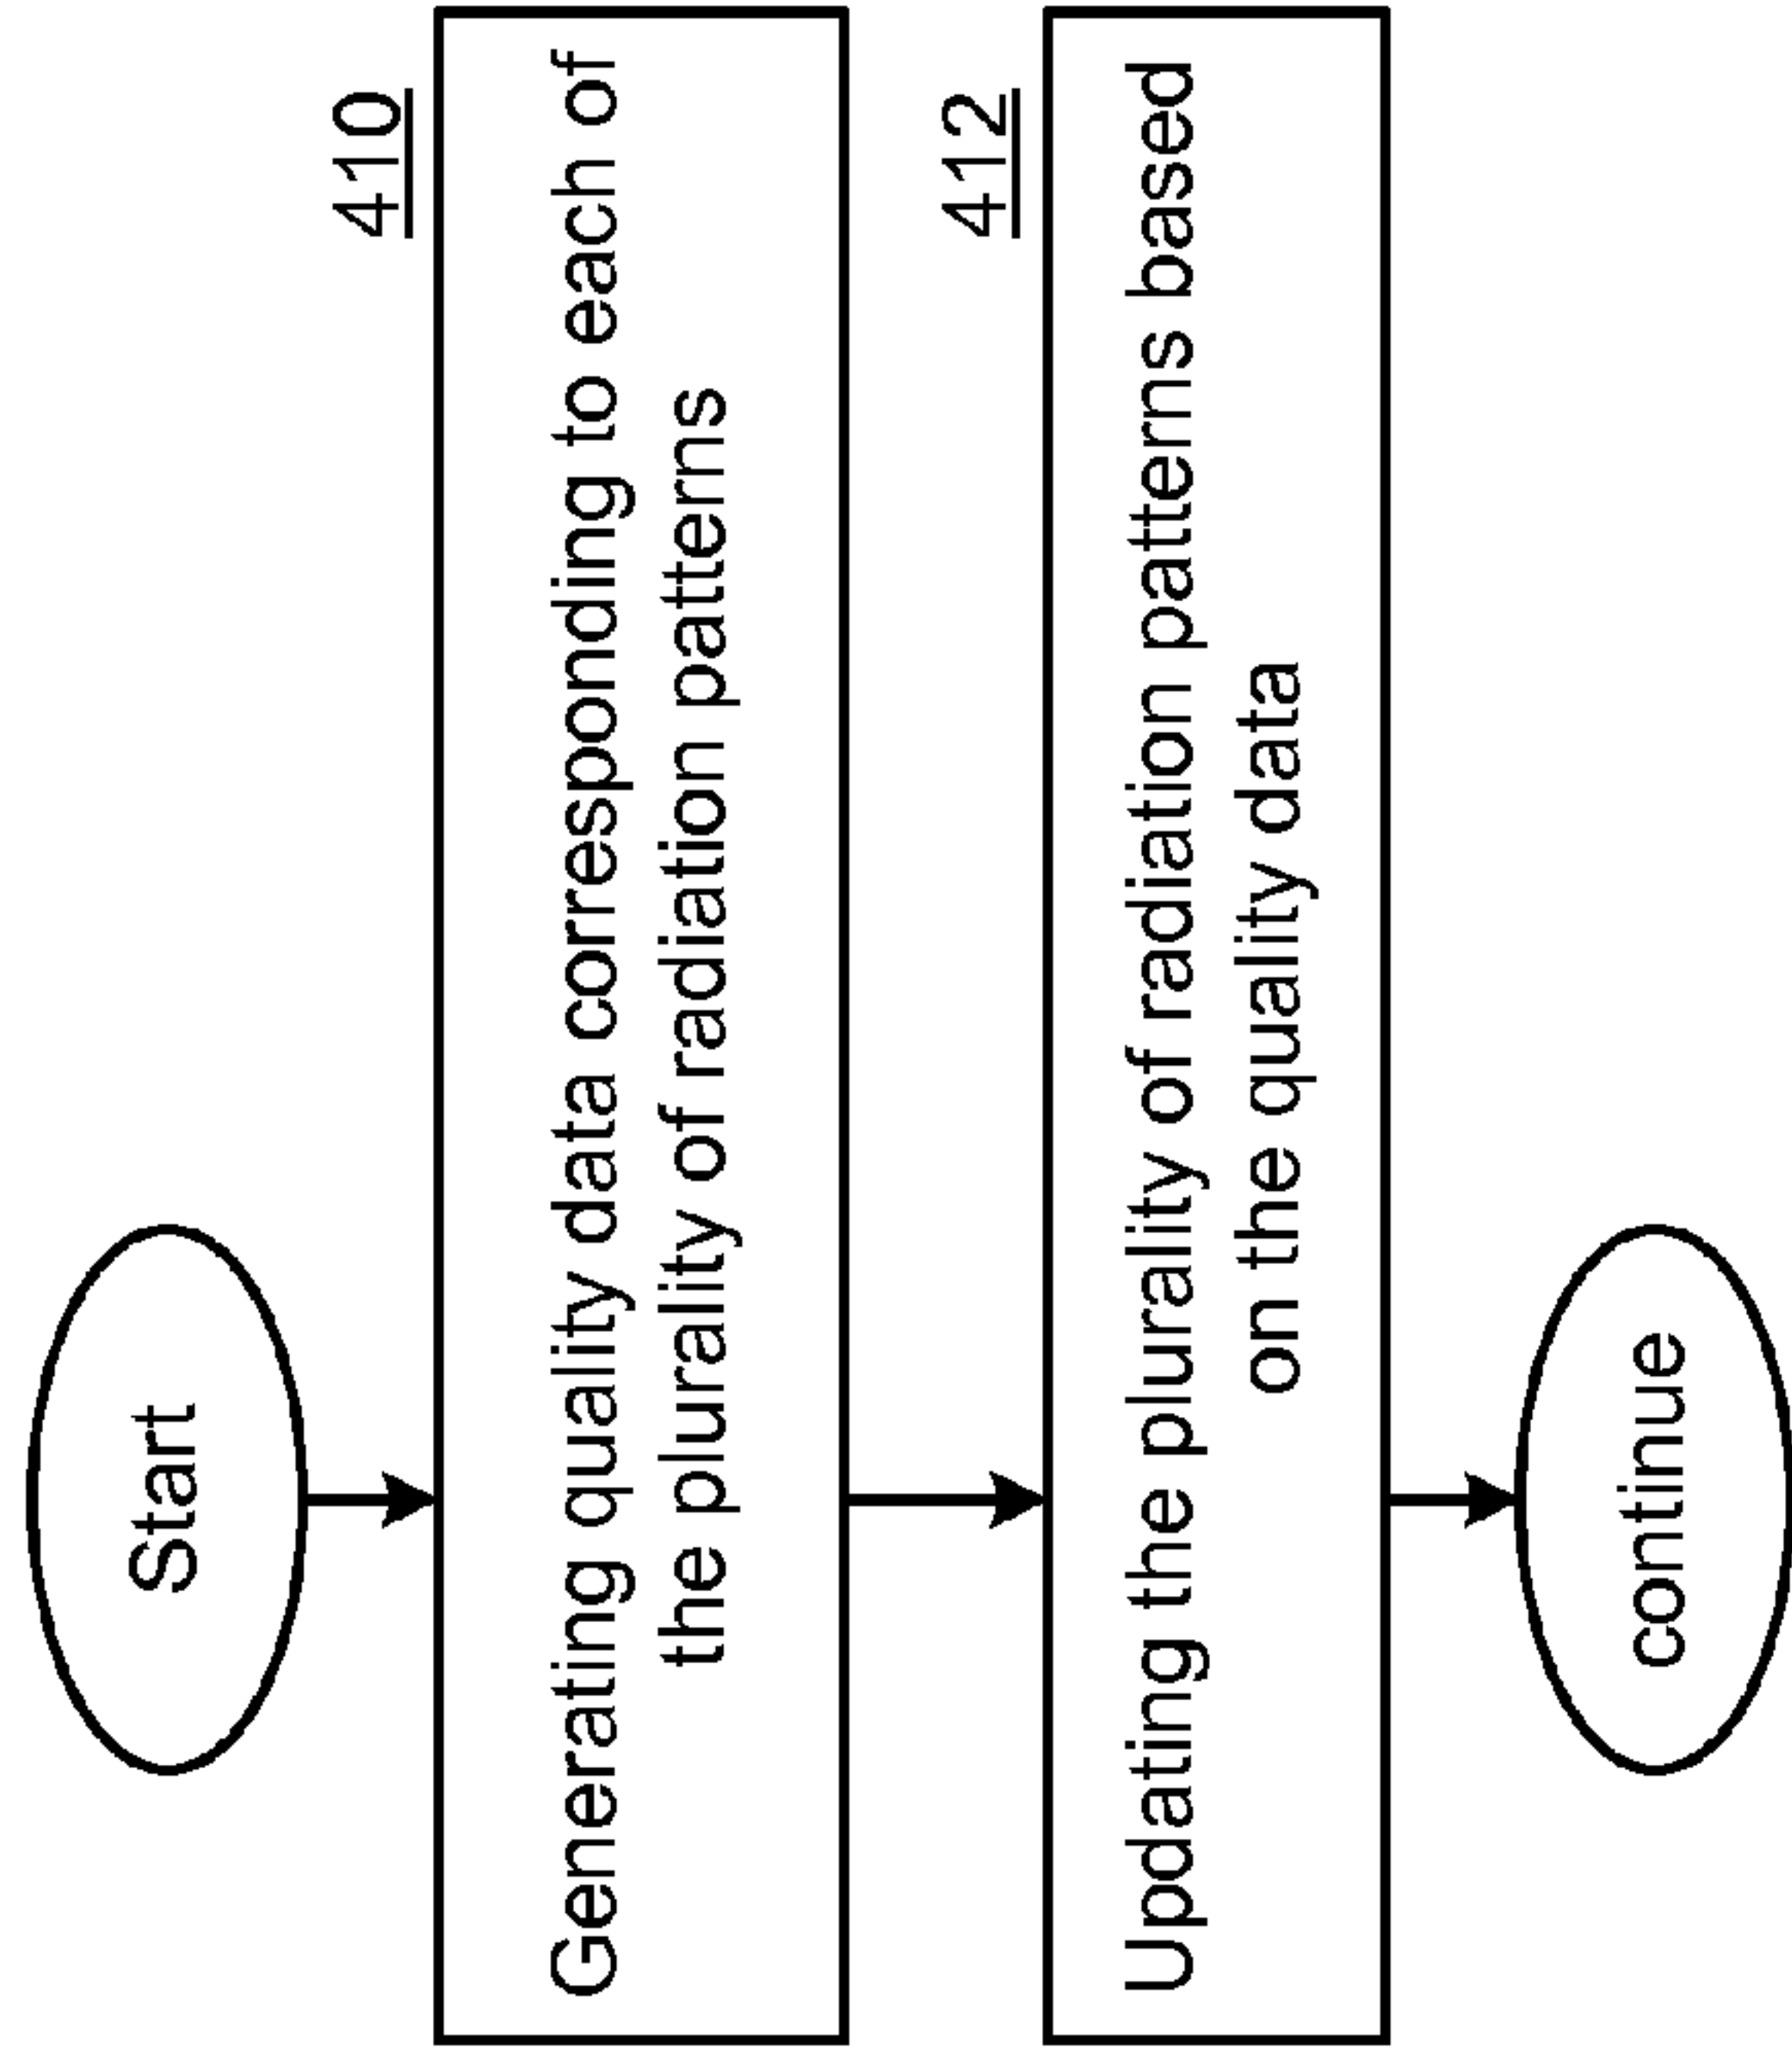 Start
410
Generating quality data corresponding to each of
the plurality of radiation patterns
412
Updating the plurality of radiation patterns based
on the quality data
continue